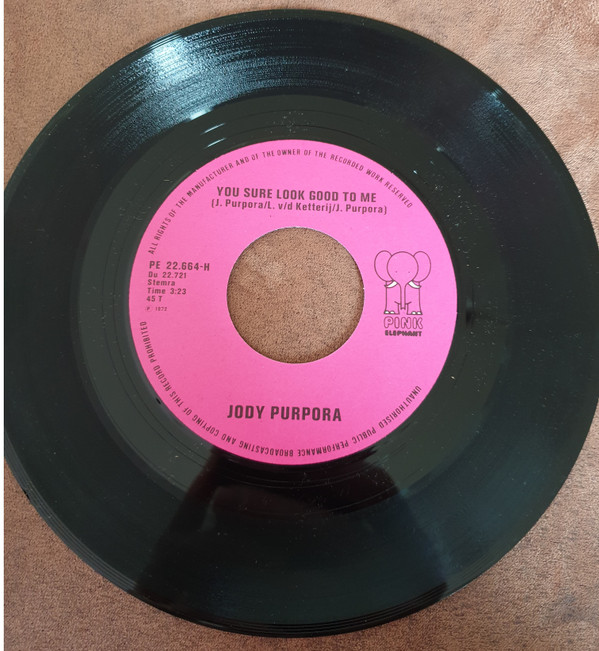 ALL RIGHTS OF THE MANUFACTURER AND OF THE OWNER OF THE RECORDED WORK RESERVED
YOU SURE LOOK GOOD TO ME
(J. Purpora/L. v/d Ketterij/J. Purpora)
PE 22.664-H
Du 22.721
Stemra
Time 3:23
45 T
P 1972
PINK
ELEPHANT
JODY PURPORA
UNAUTHORISED PUBLIC PERFORMANCE BROADCASTING AND COPYING OF THIS RECORD PROHIBITED